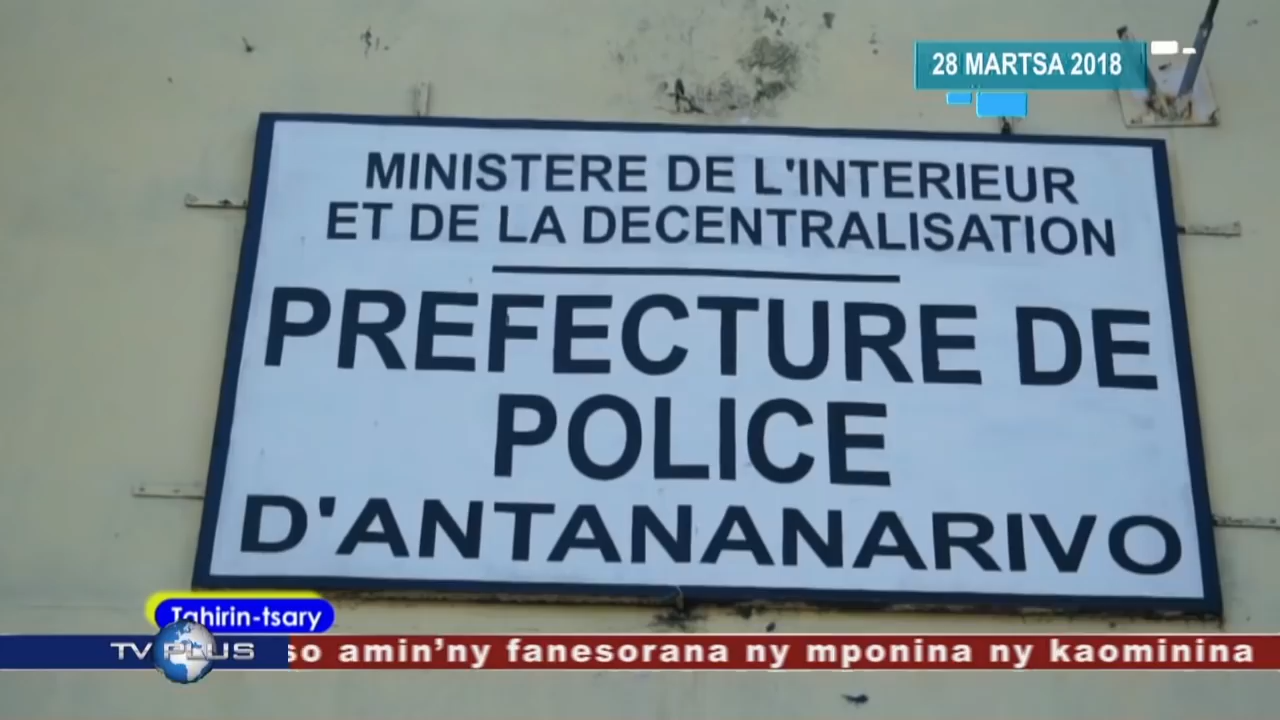 28 MARTSA 2018
MINISTERE DE L'INTERIEUR
ET DE LA DECENTRALISATION
PREFECTURE DE
POLICE
D'ANTANANARIVO
Tahirin-tsary
TV PLUS
so amin'ny fanesorana ny mponina ny kaominina